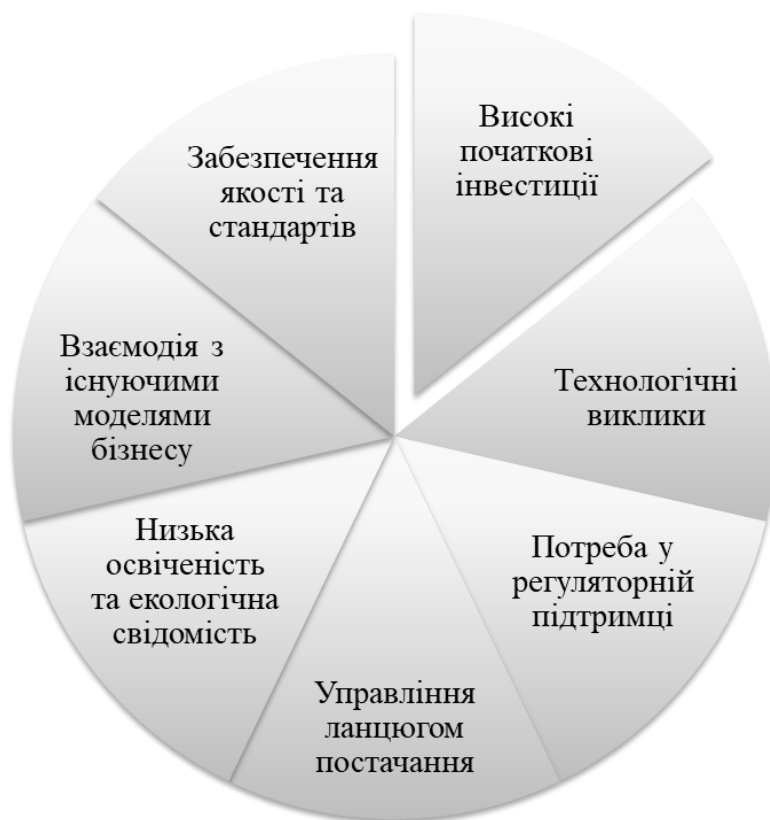 Високі
початкові
інвестиції
Технологічні
виклики
Потреба у
регуляторній
підтримці
Управління
ланцюгом
постачання
Низька
освіченість
та екологічна
свідомість
Взаємодія з
існуючими
моделями
бізнесу
Забезпечення
якості та
стандартів